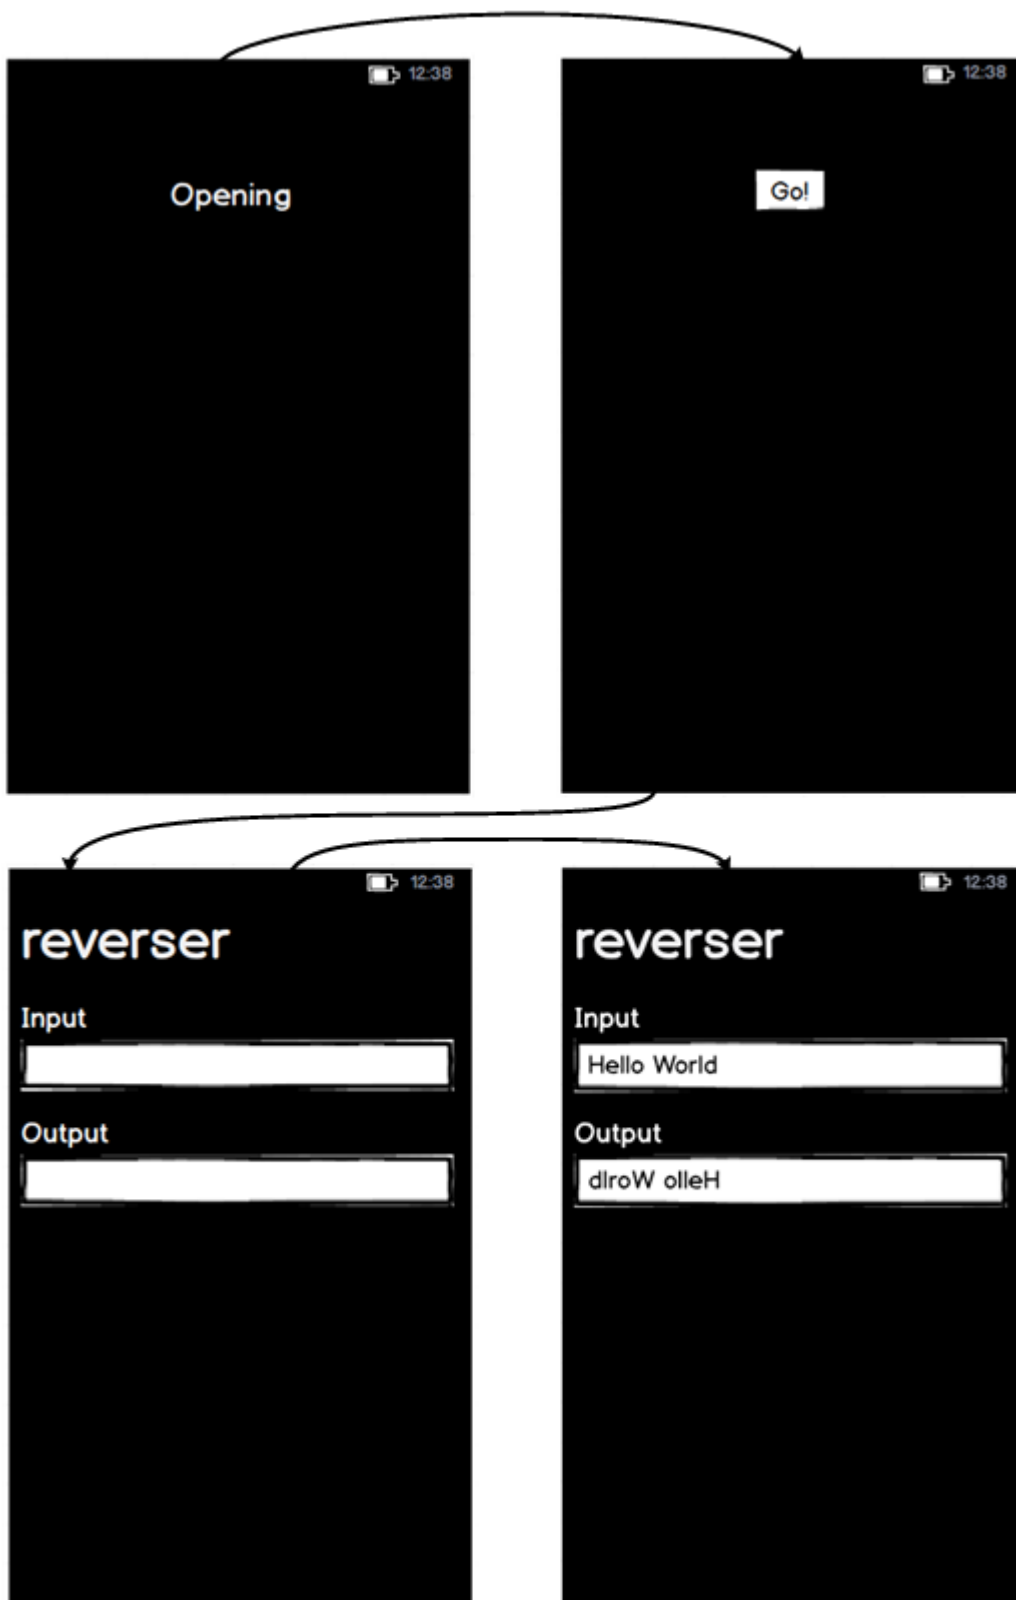 12:38
Opening
12:38
Go!
12:38
reverser
Input
Output
12:38
reverser
Input
Hello World
Output
dlroW olleH